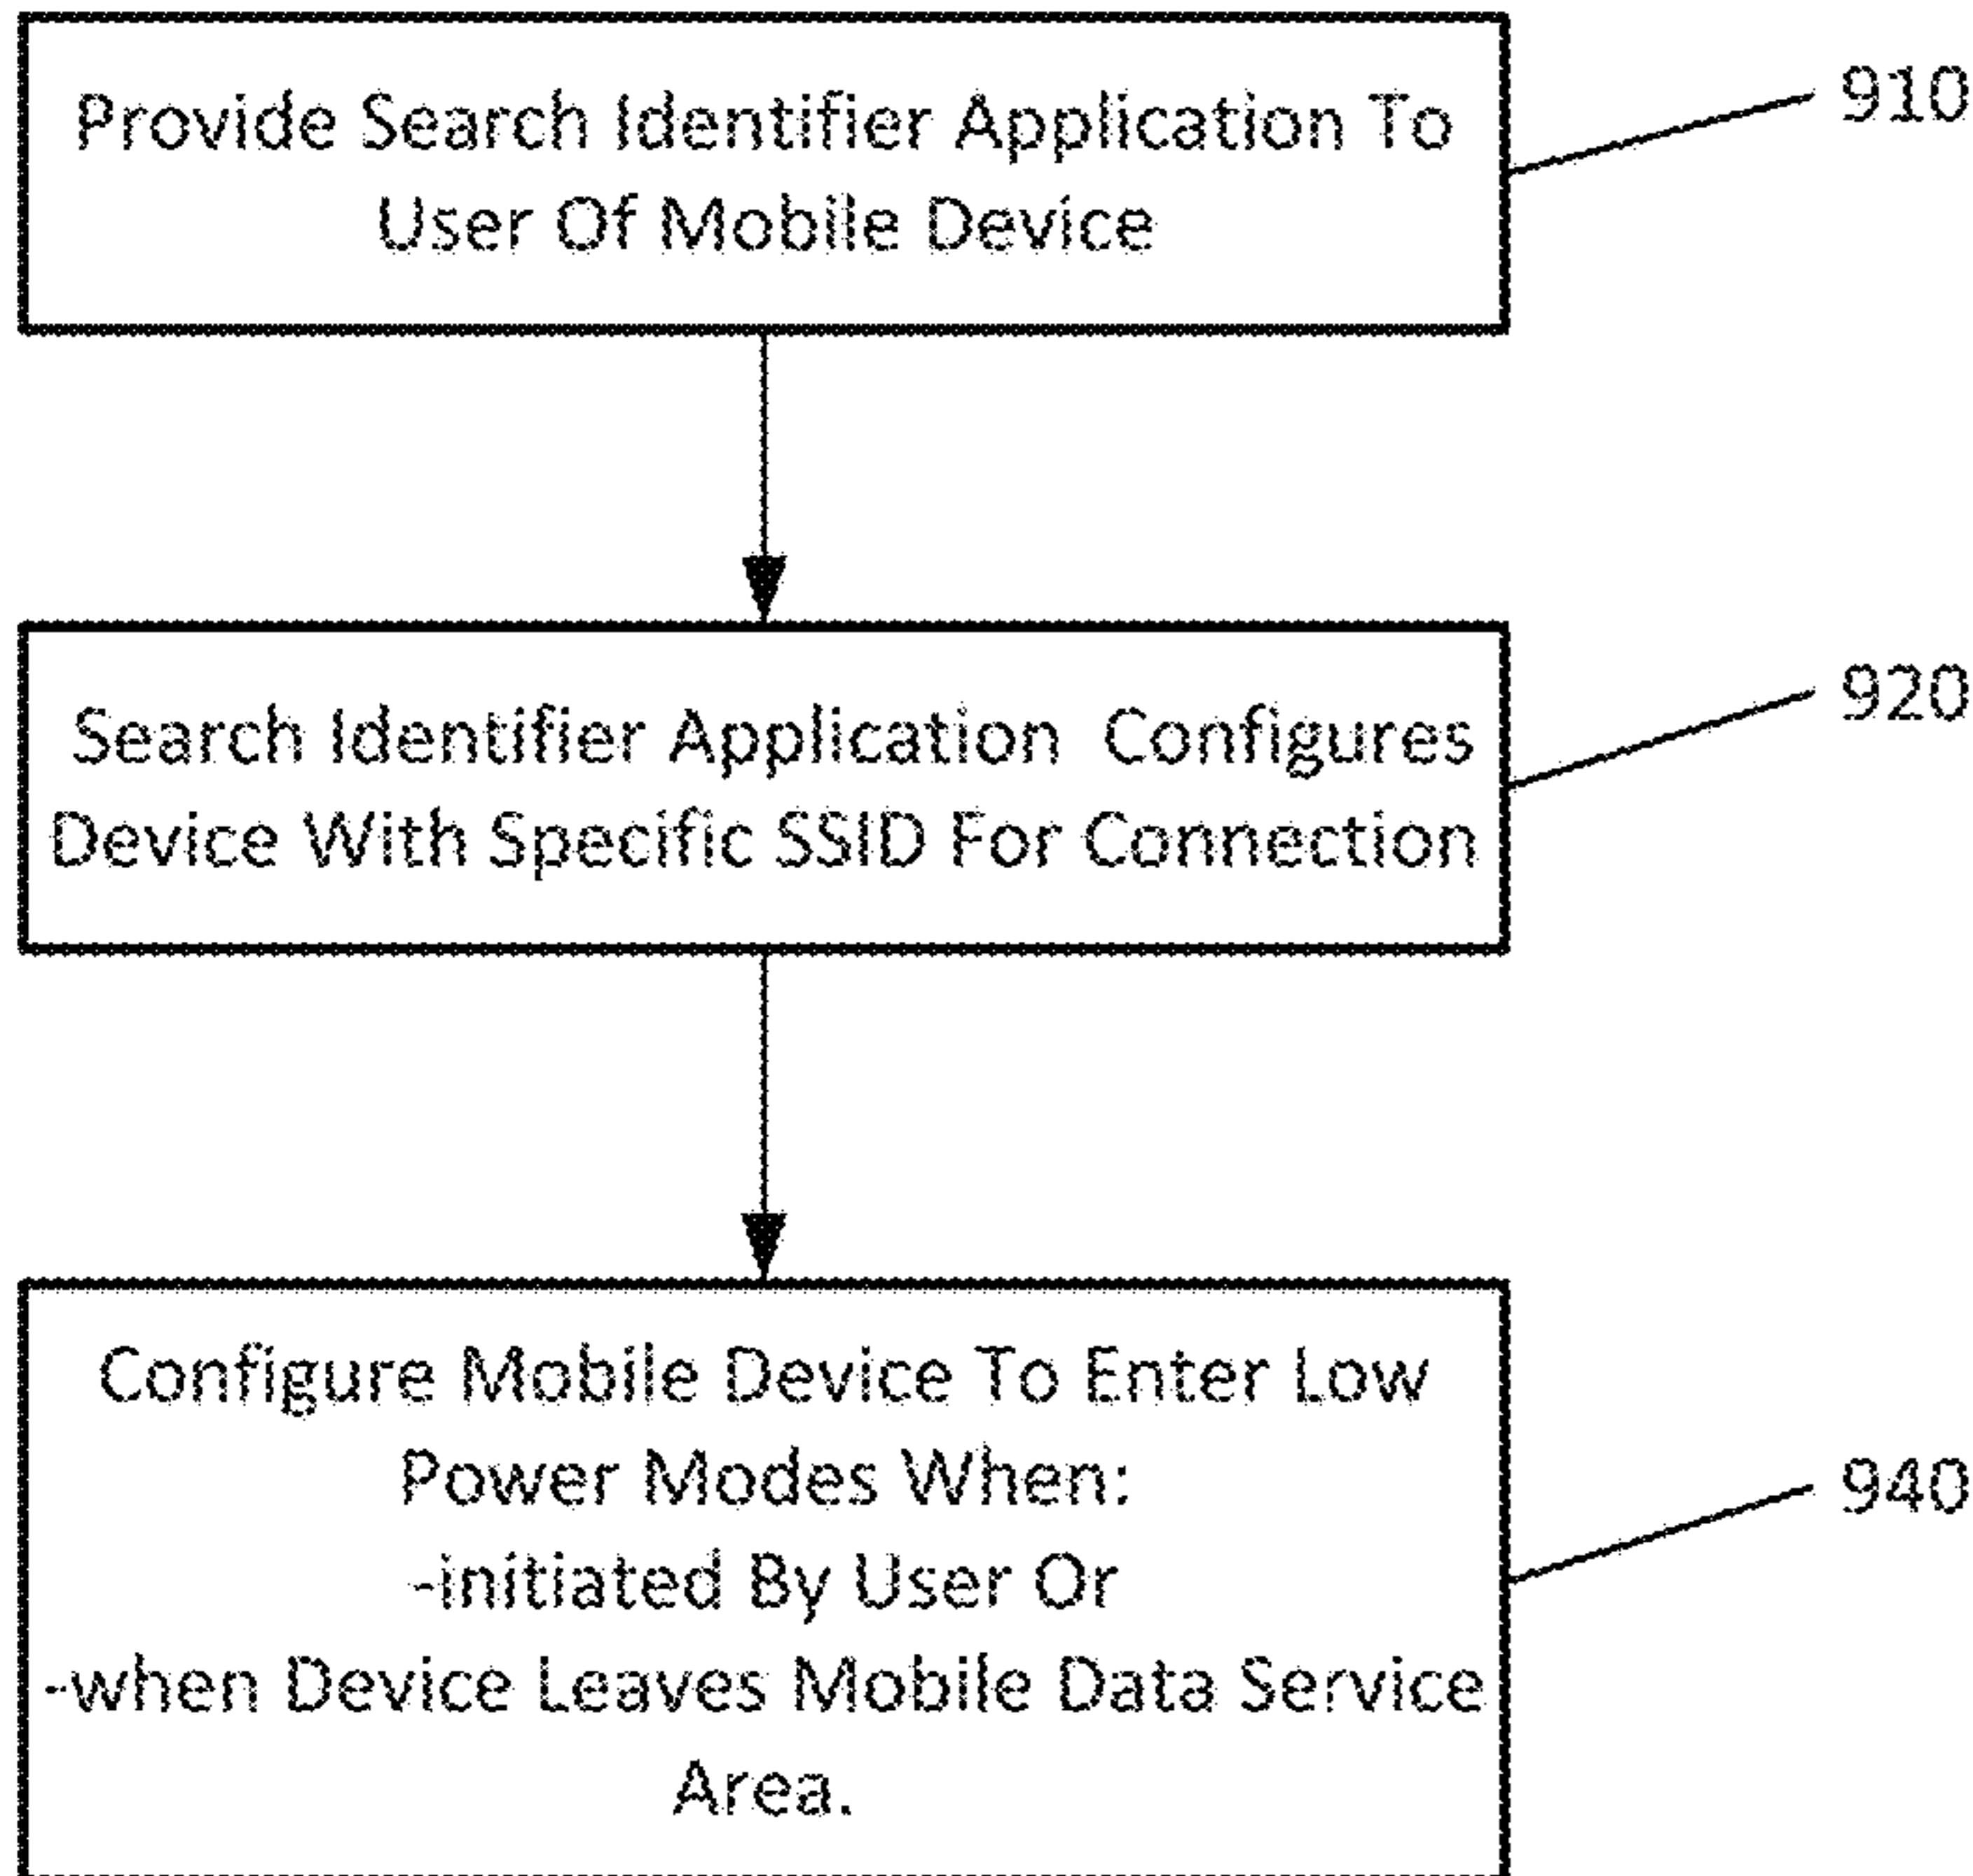 Provide Search Identifier Application To
User Of Mobile Device
910
Search Identifier Application Configures
Device With Specific SSID For Connection
920
Configure Mobile Device To Enter Low
Power Modes When:
-initiated By User Or
-when Device Leaves Mobile Data Service
Area.
940